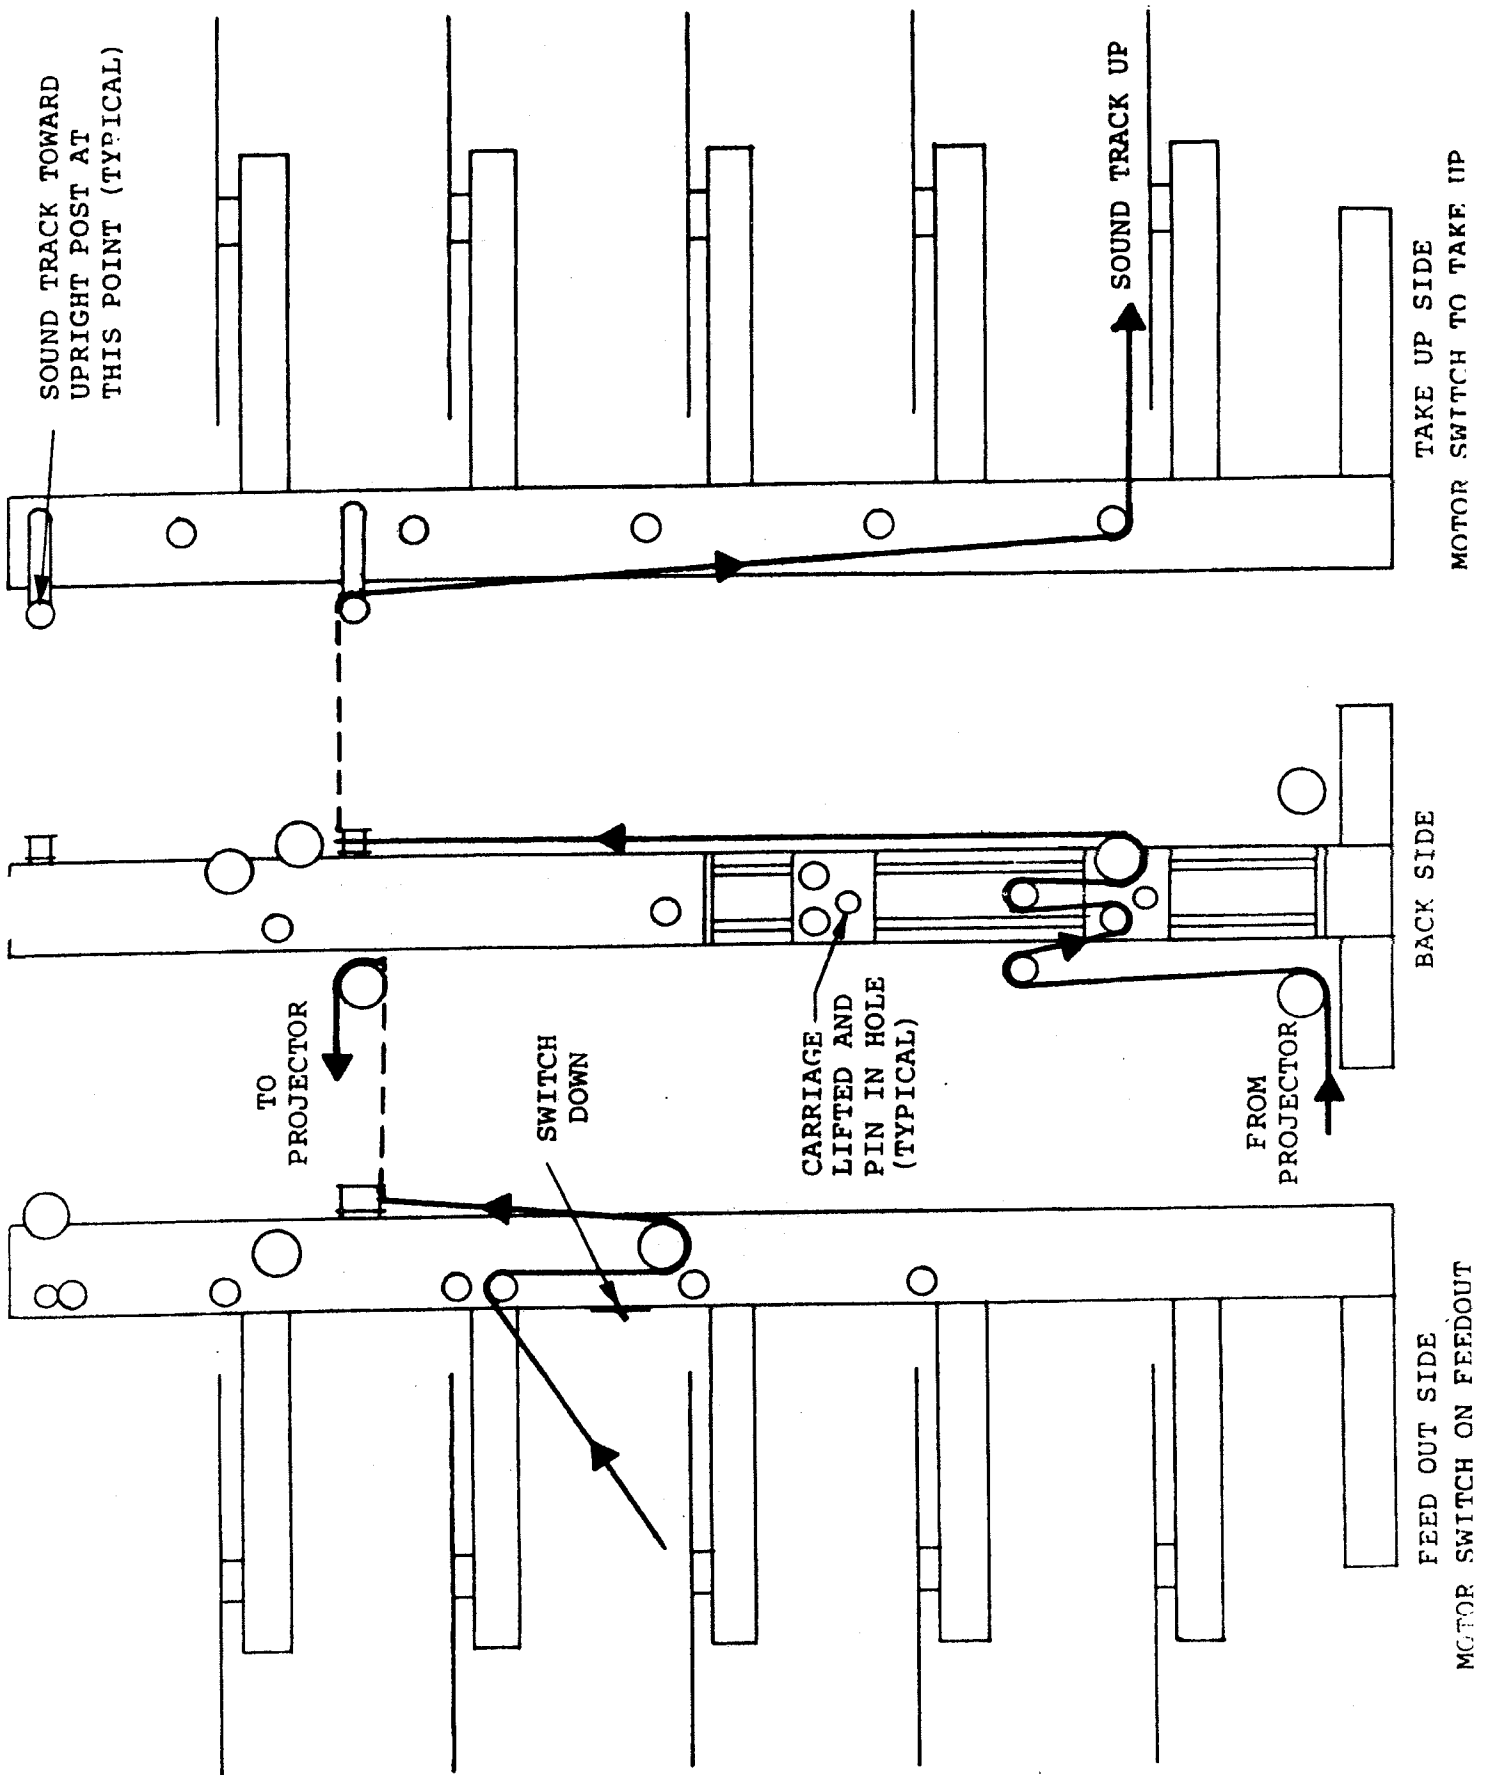 SOUND TRACK TOWARD
UPRIGHT POST AT
THIS POINT (TYPICAL)
SOUND TRACK UP
TAKE UP SIDE
MOTOR SWITCH TO TAKE UP
TO
PROJECTOR
SWITCH
DOWN
CARRIAGE
LIFTED AND
PIN IN HOLE
(TYPICAL)
FROM
PROJECTOR
BACK SIDE
FEED OUT SIDE
MOTOR SWITCH ON FEEDOUT